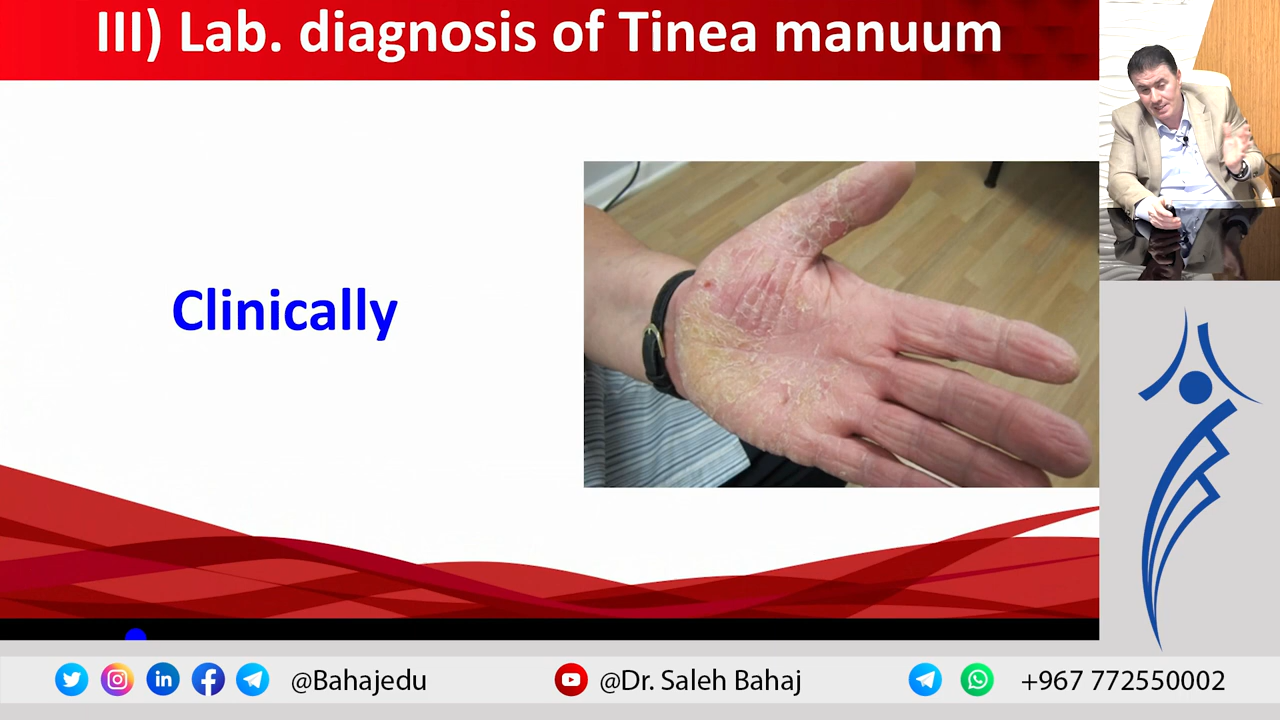 III) Lab. diagnosis of Tinea manuum
Clinically
@Bahajedu
@Dr. Saleh Bahaj
+967 772550002